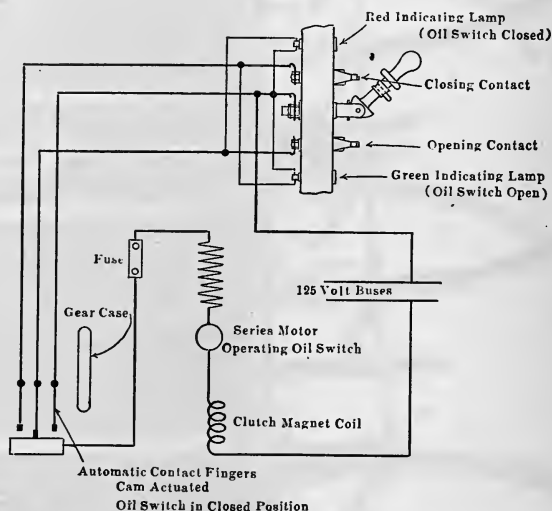 Red Indicating Lamp
(Oil Switch Closed)
Closing Contact
Opening Contact
Green Indicating Lamp
(Oil Switch Open)
Fuse
125 Volt Buses
Gear Case
Series Motor
Operating Oil Switch
Clutch Magnet Coil
Automatic Contact Fingers
Cam Actuated
Oil Switch in Closed Position